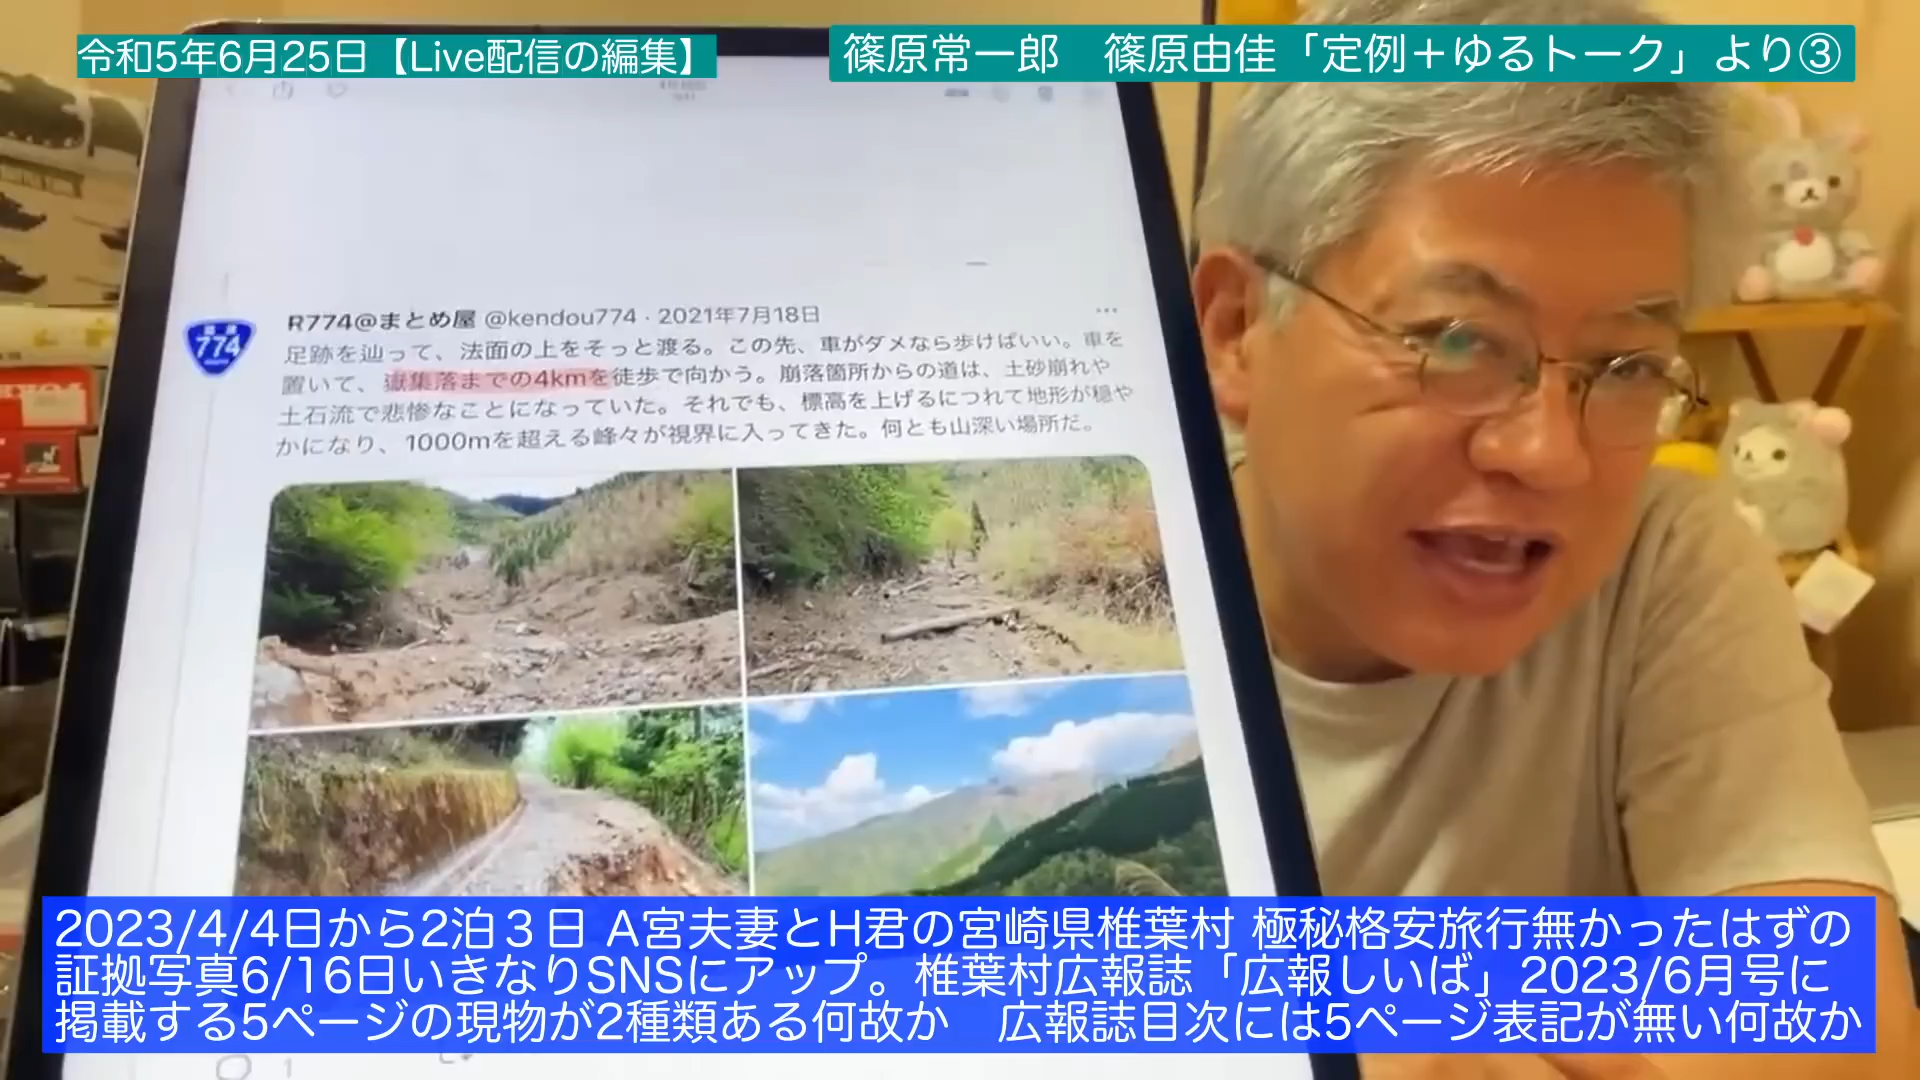 令和5年6月25日【Live配信の編集】
篠原常一郎　篠原由佳「定例＋ゆるトーク」より③
R774@まとめ屋 @kendou774 · 2021年7月18日
774
足跡を辿って、法面の上をそっと渡る。この先、車がダメなら歩けばいい。車を
置いて、嶽集落までの4kmを徒歩で向かう。崩落箇所からの道は、土砂崩れや
土石流で悲惨なことになっていた。それでも、標高を上げるにつれて地形が穏や
かになり、1000mを超える峰々が視界に入ってきた。何とも山深い場所だ。
2023/4/4日から2泊３日 A宮夫妻とH君の宮崎県椎葉村 極秘格安旅行無かったはずの
証拠写真6/16日いきなりSNSにアップ。椎葉村広報誌「広報しいば」2023/6月号に
掲載する5ページの現物が2種類ある何故か　広報誌目次には5ページ表記が無い何故か
1